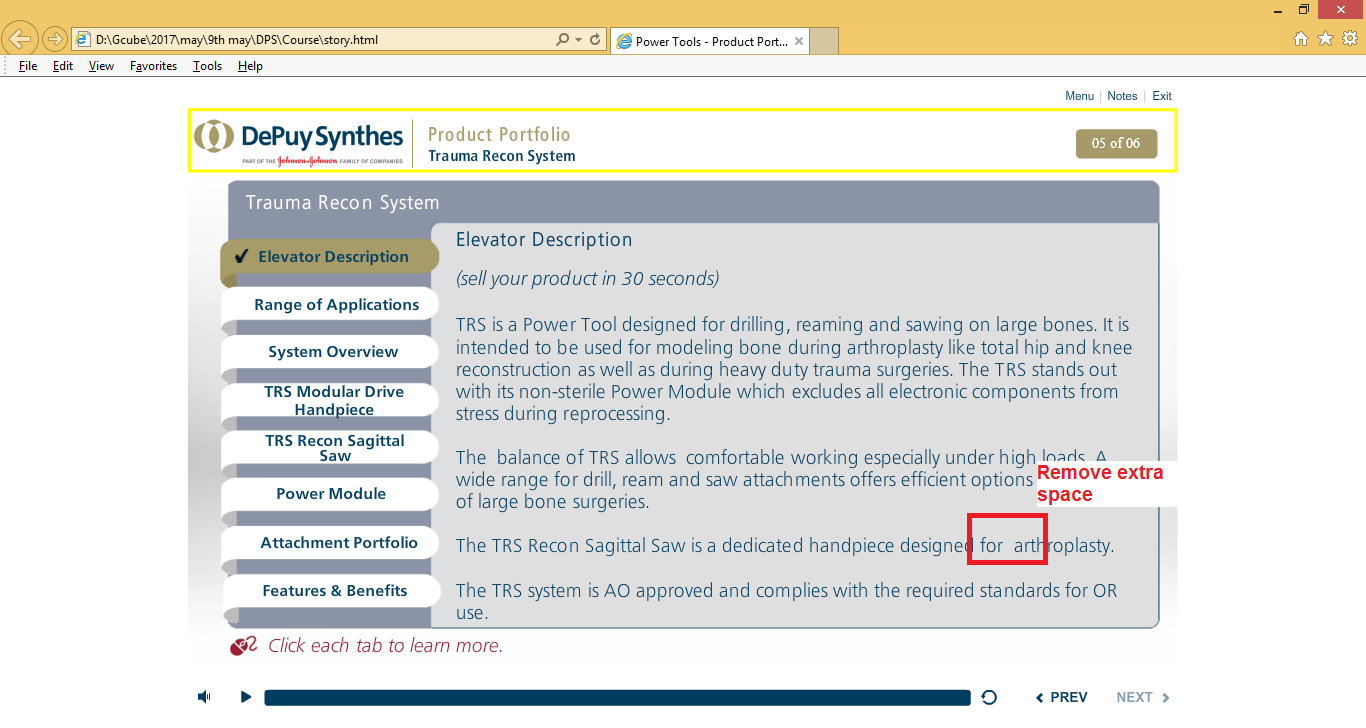 D:\Gcube\2017\may\9th may\DPS\Course\story.html
Power Tools - Product Port...
File Edit View Favorites Tools Help
Menu | Notes | Exit
DePuy Synthes
PART OF THE Johnson & Johnson FAMILY OF COMPANIES
Product Portfolio
Trauma Recon System
05 of 06
Trauma Recon System
Elevator Description
Range of Applications
System Overview
TRS Modular Drive
Handpiece
TRS Recon Sagittal
Saw
Power Module
Attachment Portfolio
Features & Benefits
Elevator Description
(sell your product in 30 seconds)
TRS is a Power Tool designed for drilling, reaming and sawing on large bones. It is
intended to be used for modeling bone during arthroplasty like total hip and knee
reconstruction as well as during heavy duty trauma surgeries. The TRS stands out
with its non-sterile Power Module which excludes all electronic components from
stress during reprocessing.
The  balance of TRS allows  comfortable working especially under high loads. A
wide range for drill, ream and saw attachments offers efficient options
of large bone surgeries.
Remove extra
space
The TRS Recon Sagittal Saw is a dedicated handpiece designed for  arthroplasty.
The TRS system is AO approved and complies with the required standards for OR
use.
Click each tab to learn more.
PREV NEXT